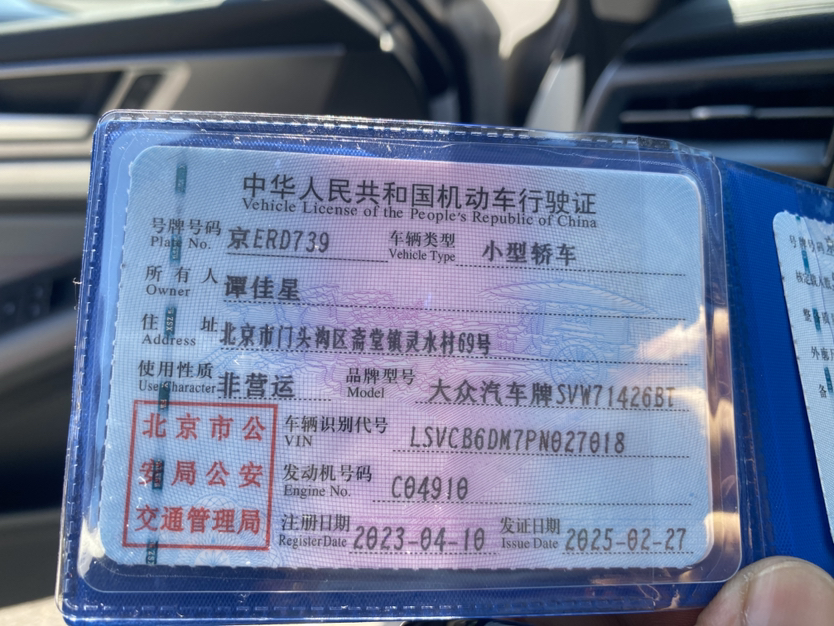 中华人民共和国机动车行驶证
Vehicle License of the People's Republic of China
号牌号码 京ERD739 车辆类型 小型轿车
Plate No. Vehicle Type
所有人 谭佳星
Owner
住址 北京市门头沟区斋堂镇灵水村69号
Address
使用性质 非营运 品牌型号 大众汽车牌SVW71426BT
Use Character Model
北京市公
安局公安
交通管理局
车辆识别代号 LSVCB6DM7PN027018
VIN
发动机号码 C04910
Engine No.
注册日期 2023-04-10 发证日期 2025-02-27
Register Date Issue Date
号牌号码